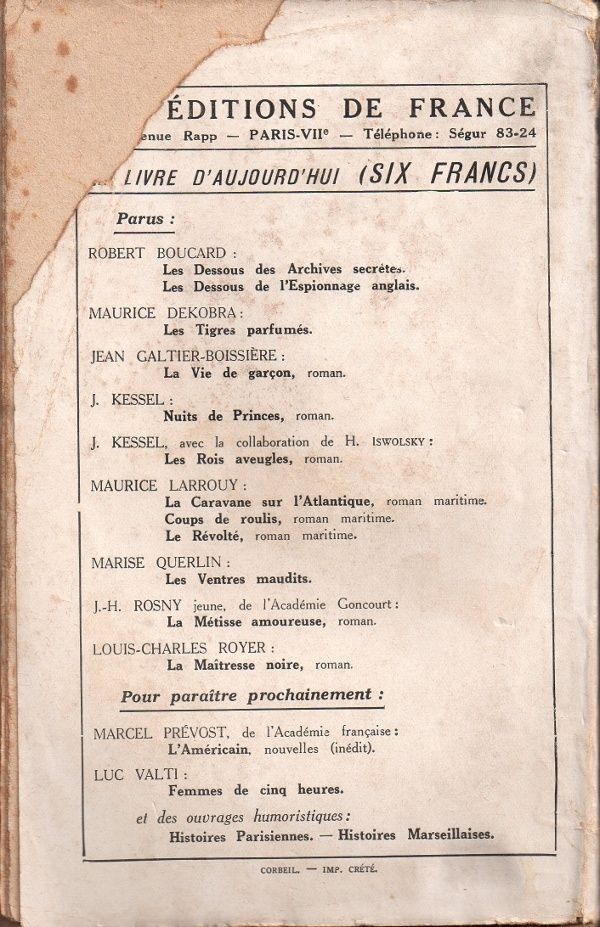 ÉDITIONS DE FRANCE
Rapp — PARIS-VIIᵉ — Téléphone : Ségur 83-24
LIVRE D'AUJOURD'HUI (SIX FRANCS)
Parus :
ROBERT BOUCARD :
Les Dessous des Archives secrètes.
Les Dessous de l'Espionnage anglais.
MAURICE DEKOBRA :
Les Tigres parfumés.
JEAN GALTIER-BOISSIÈRE :
La Vie de garçon, roman.
J. KESSEL :
Nuits de Princes, roman.
J. KESSEL, avec la collaboration de H. ISWOLSKY :
Les Rois aveugles, roman.
MAURICE LARROUY :
La Caravane sur l'Atlantique, roman maritime.
Coups de roulis, roman maritime.
Le Révolté, roman maritime.
MARISE QUERLIN :
Les Ventres maudits.
J.-H. ROSNY jeune, de l'Académie Goncourt :
La Métisse amoureuse, roman.
LOUIS-CHARLES ROYER :
La Maîtresse noire, roman.
Pour paraître prochainement :
MARCEL PRÉVOST, de l'Académie française :
L'Américain, nouvelles (inédit).
LUC VALTI :
Femmes de cinq heures.
et des ouvrages humoristiques :
Histoires Parisiennes. — Histoires Marseillaises.
CORBEIL. — IMP. CRÉTÉ.